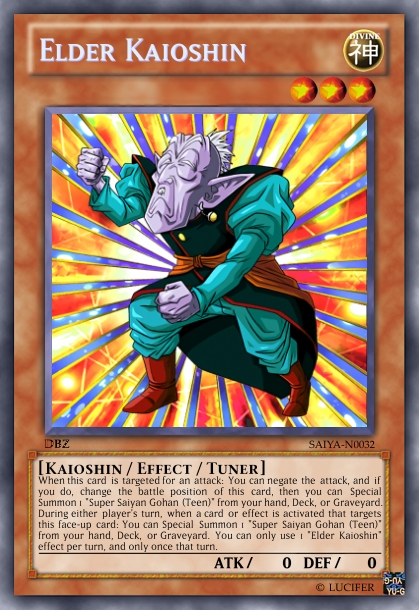 Elder Kaioshin
DIVINE
神
DBZ
SAIYA-N0032
[Kaioshin / Effect / Tuner]
When this card is targeted for an attack: You can negate the attack, and if
you do, change the battle position of this card, then you can Special
Summon 1 "Super Saiyan Gohan (Teen)" from your hand, Deck, or Graveyard.
During either player's turn, when a card or effect is activated that targets
this face-up card: You can Special Summon 1 "Super Saiyan Gohan (Teen)"
from your hand, Deck, or Graveyard. You can only use 1 "Elder Kaioshin"
effect per turn, and only once that turn.
ATK / 0 DEF / 0
© LUCIFER
YU-G